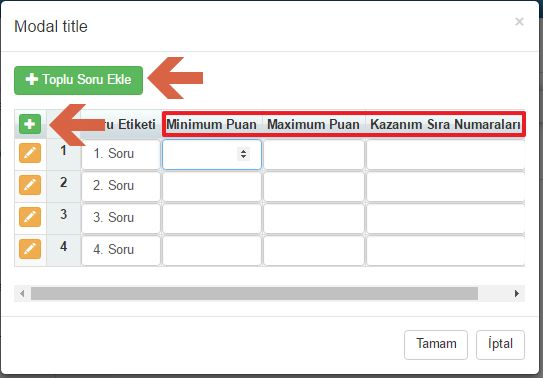 Modal title
×
Toplu Soru Ekle
ru Etiketi Minimum Puan Maximum Puan Kazanım Sıra Numaraları
1 1. Soru
2 2. Soru
3 3. Soru
4 4. Soru
Tamam İptal